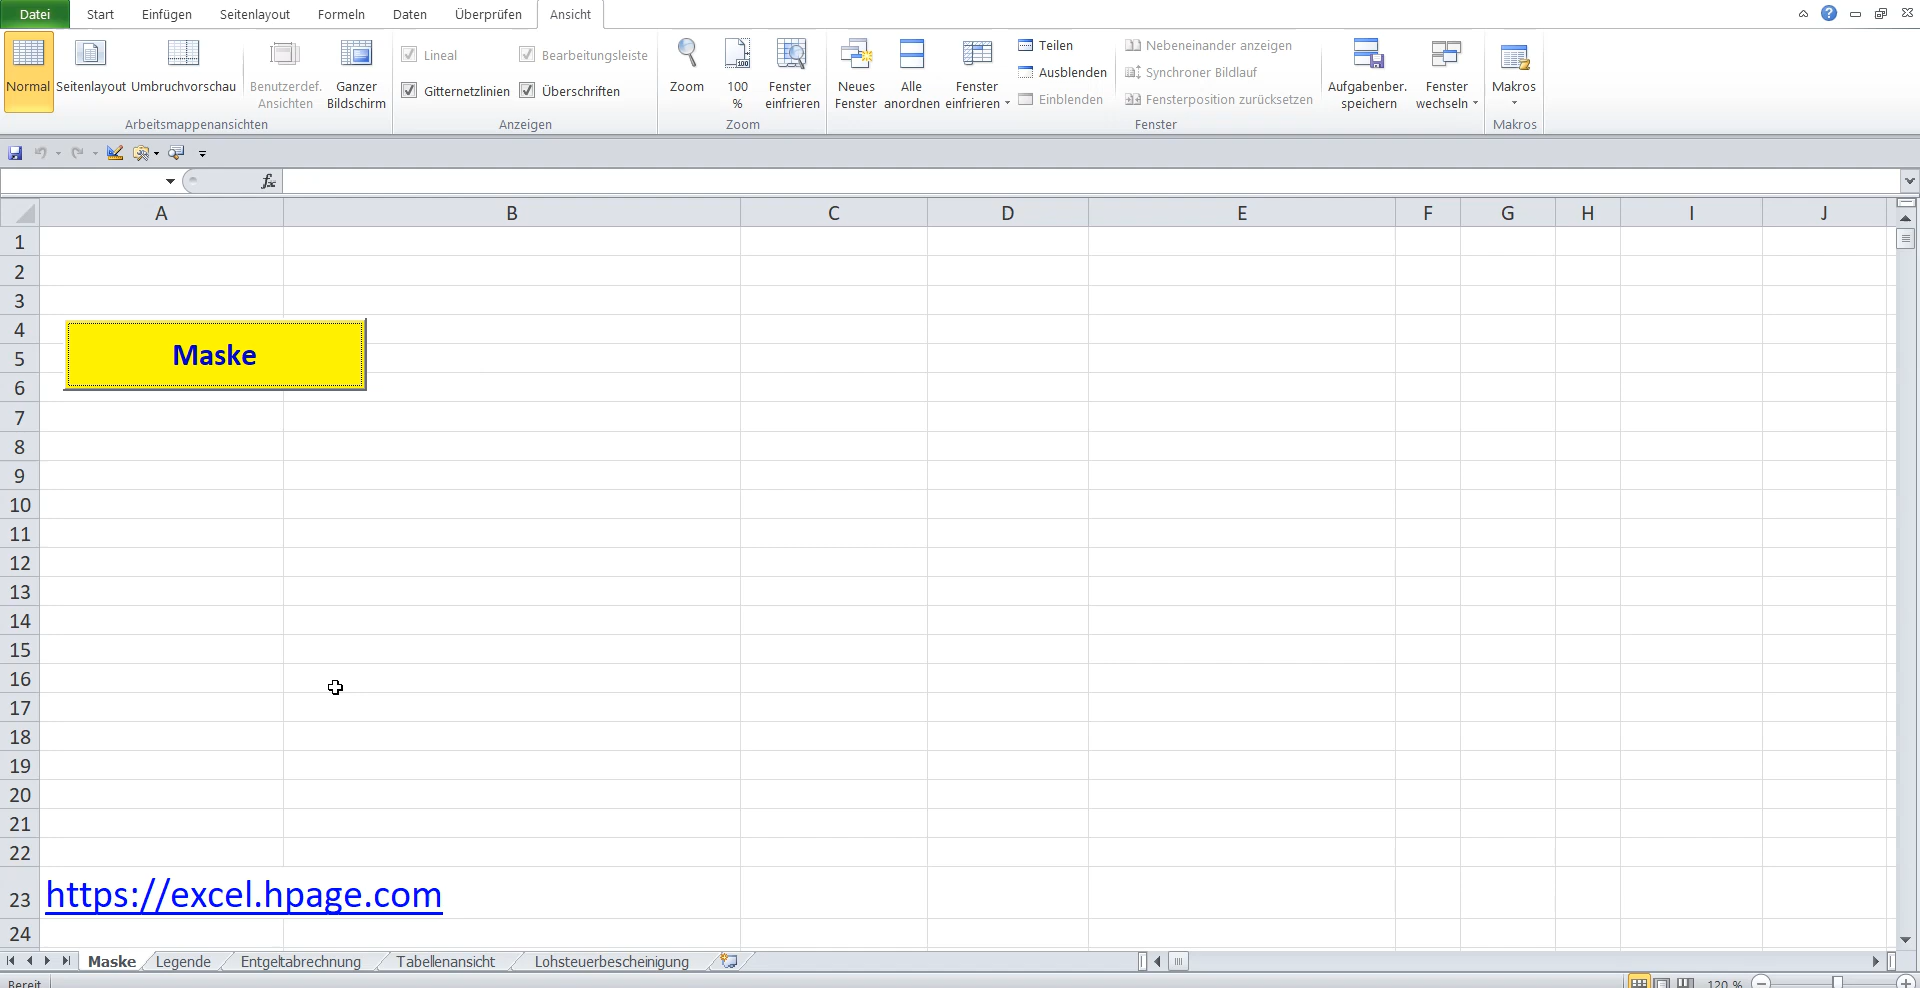 Datei Start Einfügen Seitenlayout Formeln Daten Überprüfen Ansicht
Normal Seitenlayout Umbruchvorschau Benutzerdef. Ansichten Ganzer Bildschirm
Arbeitsmappenansichten
Lineal Bearbeitungsleiste
Gitternetzlinien Überschriften
Anzeigen
Zoom 100 % Fenster einfrieren
Zoom
Neues Fenster Alle anordnen Fenster einfrieren
Teilen
Ausblenden
Einblenden
Nebeneinander anzeigen
Synchroner Bildlauf
Fensterposition zurücksetzen
Aufgabenber. speichern Fenster wechseln
Fenster
Makros
Makros
fx
A B C D E F G H I J
1
2
3
4
5
6
Maske
7
8
9
10
11
12
13
14
15
16
17
18
19
20
21
22
23 https://excel.hpage.com
24
Maske Legende Entgeltabrechnung Tabellenansicht Lohsteuerbescheinigung
Bereit 120 %